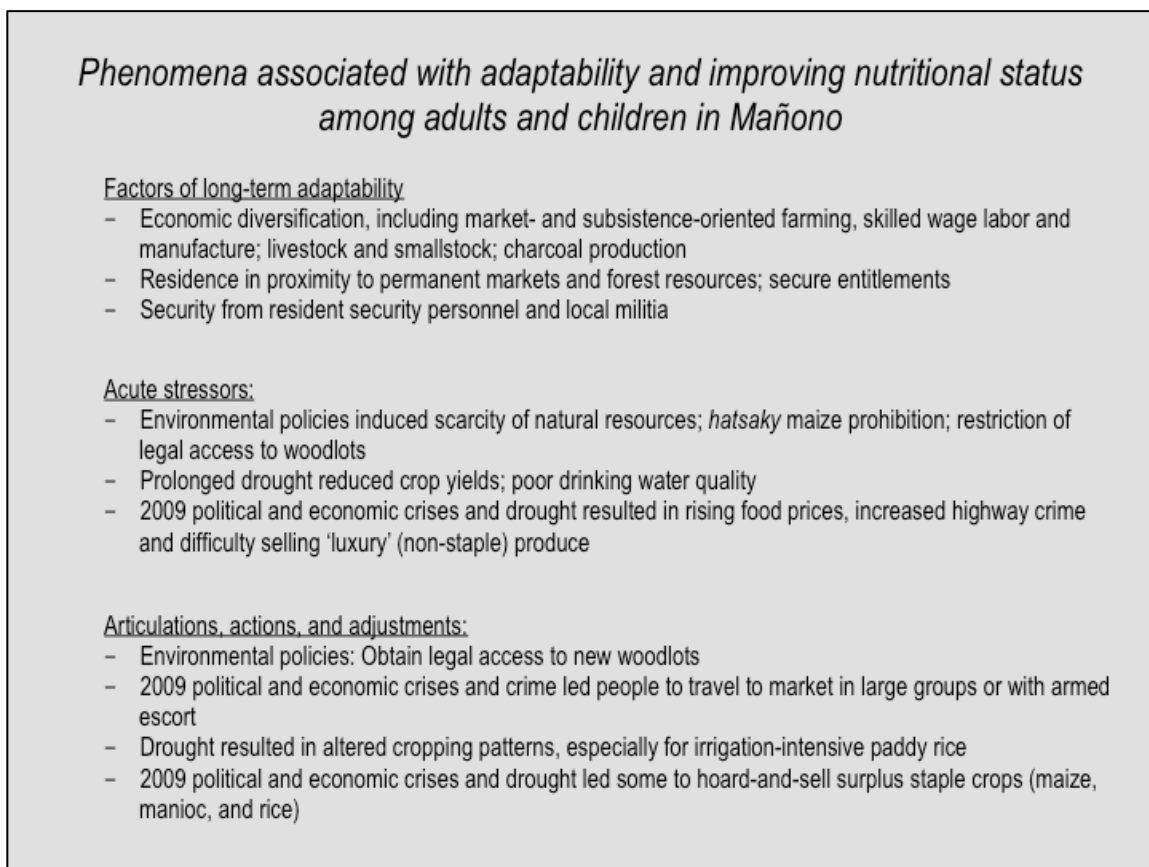 Phenomena associated with adaptability and improving nutritional status
among adults and children in Mañono
Factors of long-term adaptability
– Economic diversification, including market- and subsistence-oriented farming, skilled wage labor and
manufacture; livestock and smallstock; charcoal production
– Residence in proximity to permanent markets and forest resources; secure entitlements
– Security from resident security personnel and local militia
Acute stressors:
– Environmental policies induced scarcity of natural resources; hatsaky maize prohibition; restriction of
legal access to woodlots
– Prolonged drought reduced crop yields; poor drinking water quality
– 2009 political and economic crises and drought resulted in rising food prices, increased highway crime
and difficulty selling ‘luxury’ (non-staple) produce
Articulations, actions, and adjustments:
– Environmental policies: Obtain legal access to new woodlots
– 2009 political and economic crises and crime led people to travel to market in large groups or with armed
escort
– Drought resulted in altered cropping patterns, especially for irrigation-intensive paddy rice
– 2009 political and economic crises and drought led some to hoard-and-sell surplus staple crops (maize,
manioc, and rice)